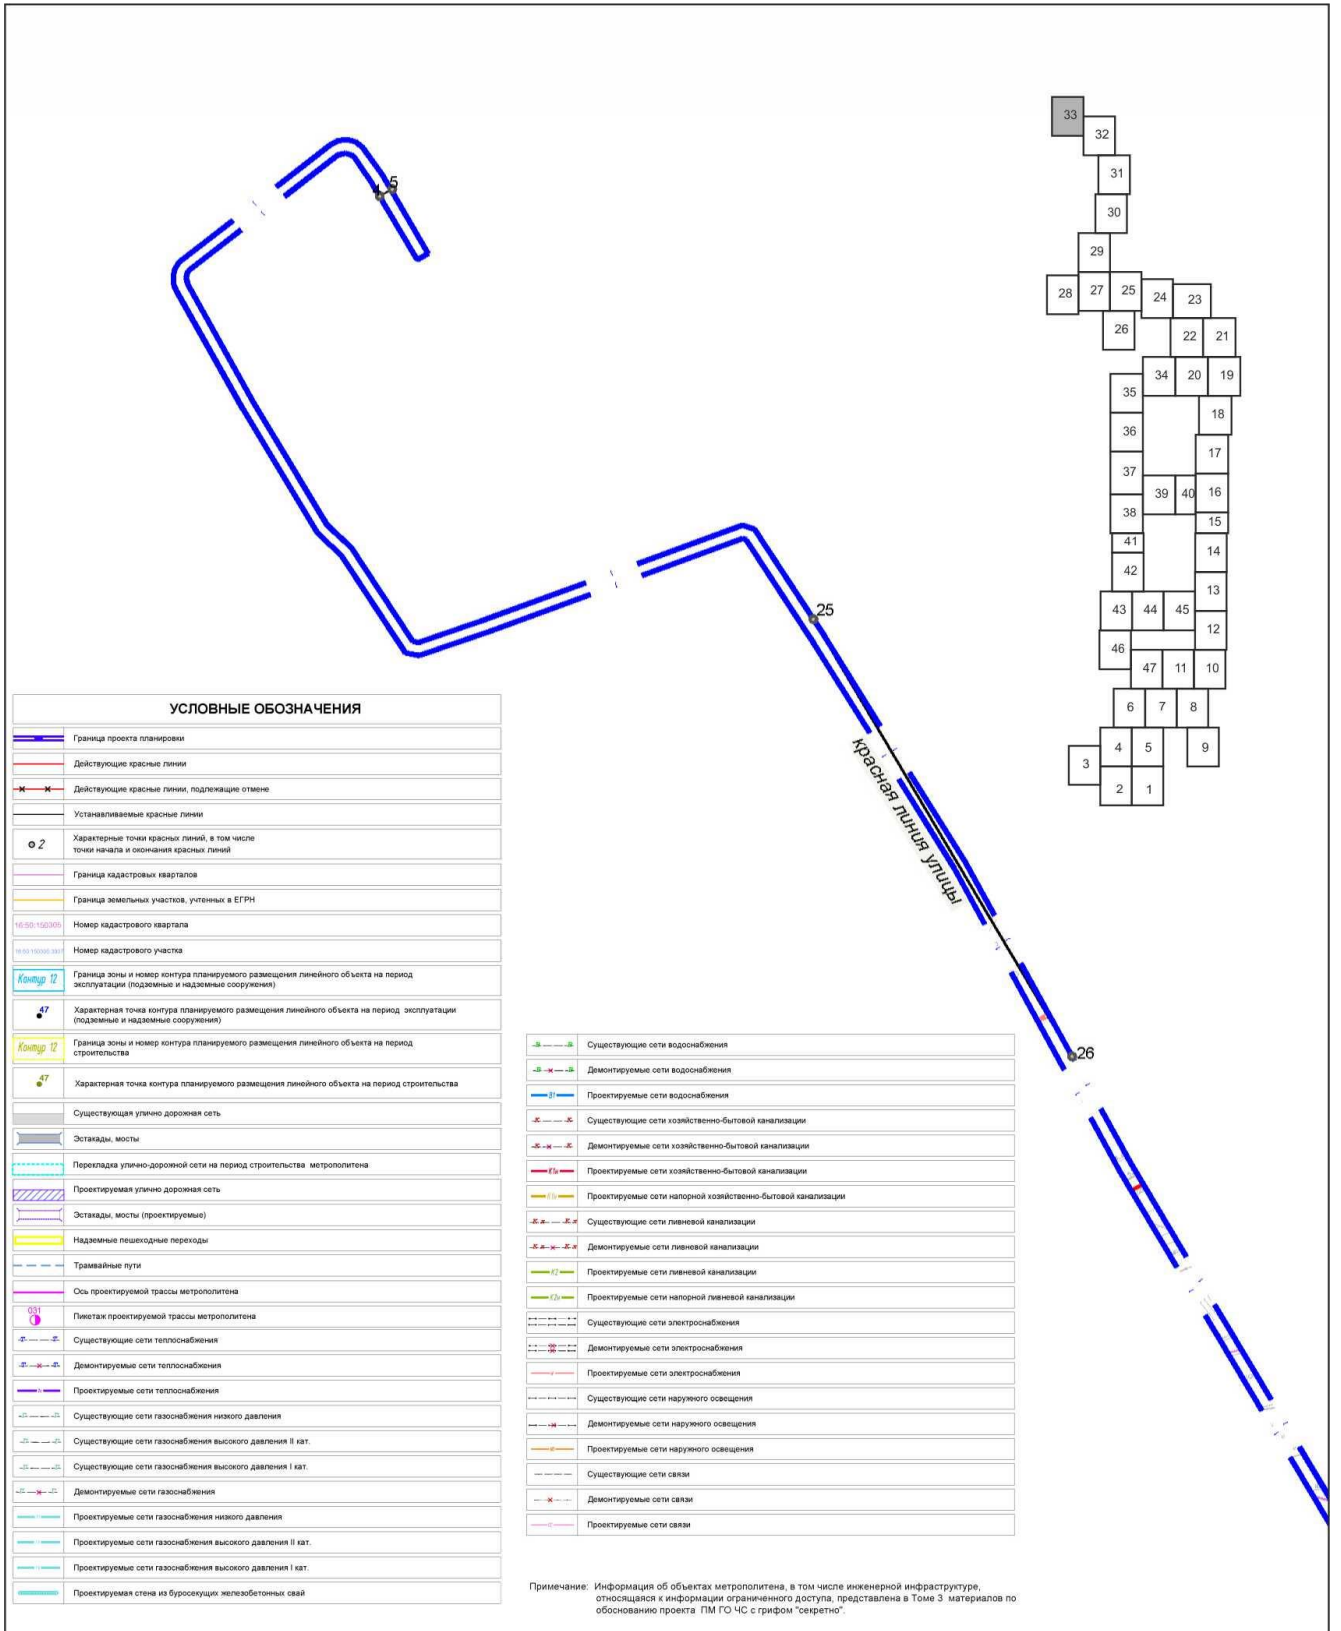 33
32
31
30
29
28
27
25
24
23
26
22
21
34
20
19
35
18
36
17
37
39
40
16
38
15
41
14
42
13
43
44
45
12
46
47
11
10
6
7
8
4
5
9
3
2
1
5
25
красная линия улицы
26
УСЛОВНЫЕ ОБОЗНАЧЕНИЯ
Граница проекта планировки
Действующие красные линии
Действующие красные линии, подлежащие отмене
Устанавливаемые красные линии
2
Характерные точки красных линий, в том числе
точки начала и окончания красных линий
Граница кадастровых кварталов
Граница земельных участков, учтенных в ЕГРН
16:50:150305
Номер кадастрового квартала
Номер кадастрового участка
Контур 12
Граница зоны и номер контура планируемого размещения линейного объекта на период
эксплуатации (подземные и надземные сооружения)
47
Характерная точка контура планируемого размещения линейного объекта на период эксплуатации
(подземные и надземные сооружения)
Контур 12
Граница зоны и номер контура планируемого размещения линейного объекта на период
строительства
47
Характерная точка контура планируемого размещения линейного объекта на период строительства
Существующая улично дорожная сеть
Эстакады, мосты
Перекладка улично-дорожной сети на период строительства метрополитена
Проектируемая улично дорожная сеть
Эстакады, мосты (проектируемые)
Надземные пешеходные переходы
Трамвайные пути
Ось проектируемой трассы метрополитена
031
Пикетаж проектируемой трассы метрополитена
Существующие сети теплоснабжения
Демонтируемые сети теплоснабжения
Проектируемые сети теплоснабжения
Существующие сети газоснабжения низкого давления
Существующие сети газоснабжения высокого давления II кат.
Существующие сети газоснабжения высокого давления I кат.
Демонтируемые сети газоснабжения
Проектируемые сети газоснабжения низкого давления
Проектируемые сети газоснабжения высокого давления II кат.
Проектируемые сети газоснабжения высокого давления I кат.
Проектируемая стена из буросекущих железобетонных свай
Существующие сети водоснабжения
Демонтируемые сети водоснабжения
В1
Проектируемые сети водоснабжения
Существующие сети хозяйственно-бытовой канализации
Демонтируемые сети хозяйственно-бытовой канализации
Проектируемые сети хозяйственно-бытовой канализации
Проектируемые сети напорной хозяйственно-бытовой канализации
Существующие сети ливневой канализации
Демонтируемые сети ливневой канализации
К2
Проектируемые сети ливневой канализации
Проектируемые сети напорной ливневой канализации
Существующие сети электроснабжения
Демонтируемые сети электроснабжения
Проектируемые сети электроснабжения
Существующие сети наружного освещения
Демонтируемые сети наружного освещения
Проектируемые сети наружного освещения
Существующие сети связи
Демонтируемые сети связи
Проектируемые сети связи
Примечание: Информация об объектах метрополитена, в том числе инженерной инфраструктуре,
относящаяся к информации ограниченного доступа, представлена в Томе 3 материалов по
обоснованию проекта ПМ ГО ЧС с грифом "секретно".